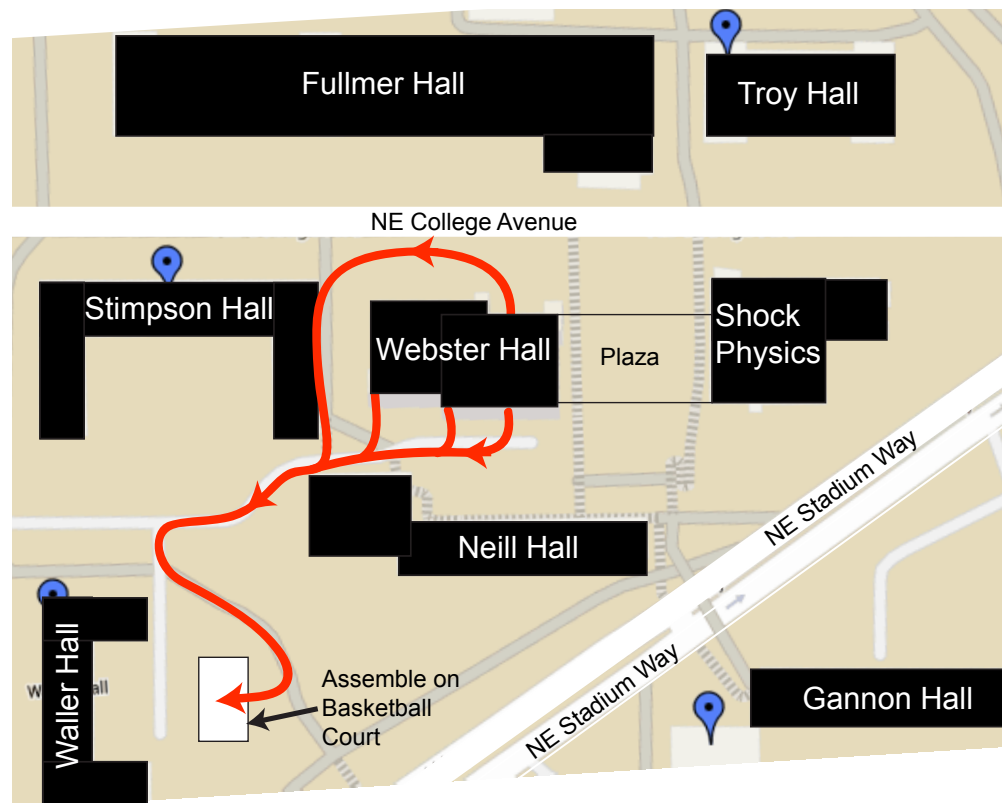 Fullmer Hall
Troy Hall
NE College Avenue
Stimpson Hall
Webster Hall
Plaza
Shock
Physics
NE Stadium Way
Neill Hall
Waller Hall
Assemble on
Basketball
Court
NE Stadium Way
Gannon Hall